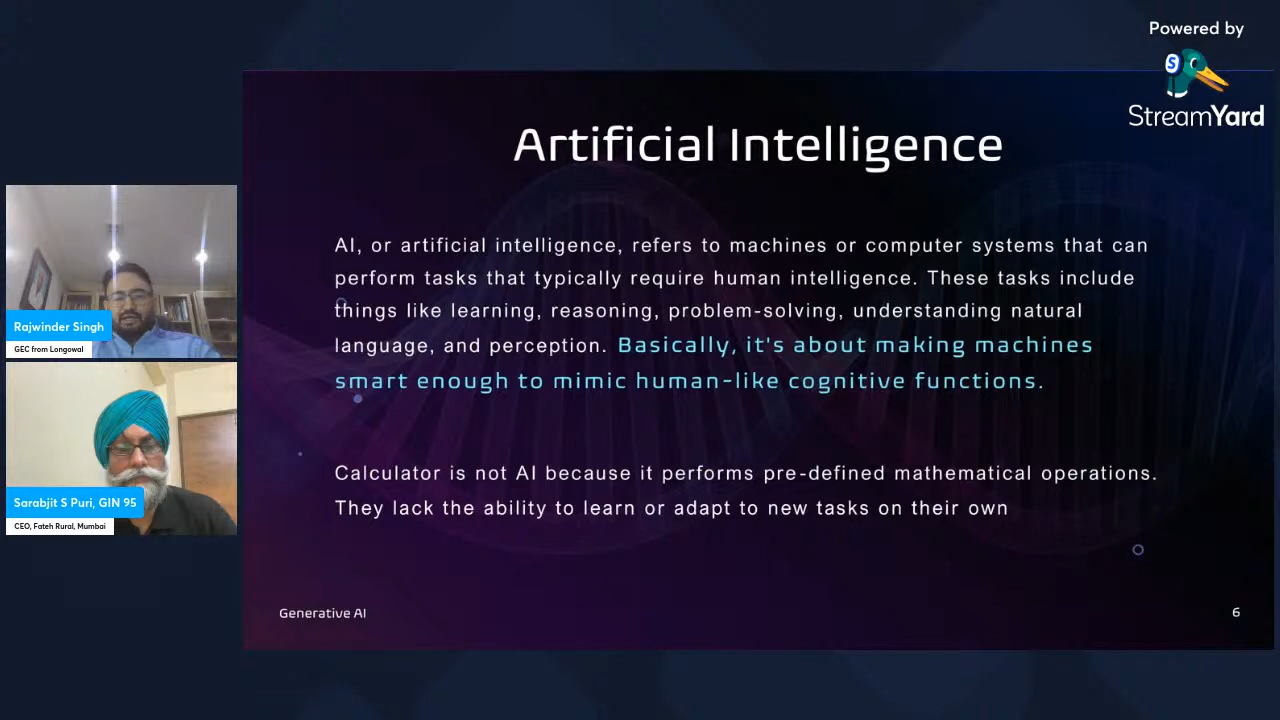 Powered by
StreamYard
Artificial Intelligence
AI, or artificial intelligence, refers to machines or computer systems that can
perform tasks that typically require human intelligence. These tasks include
things like learning, reasoning, problem-solving, understanding natural
language, and perception. Basically, it's about making machines
smart enough to mimic human-like cognitive functions.
Calculator is not AI because it performs pre-defined mathematical operations.
They lack the ability to learn or adapt to new tasks on their own
Generative AI
6
Rajwinder Singh
GEC from Longowal
Sarabjit S Puri, GIN 95
CEO, Fateh Rural, Mumbai